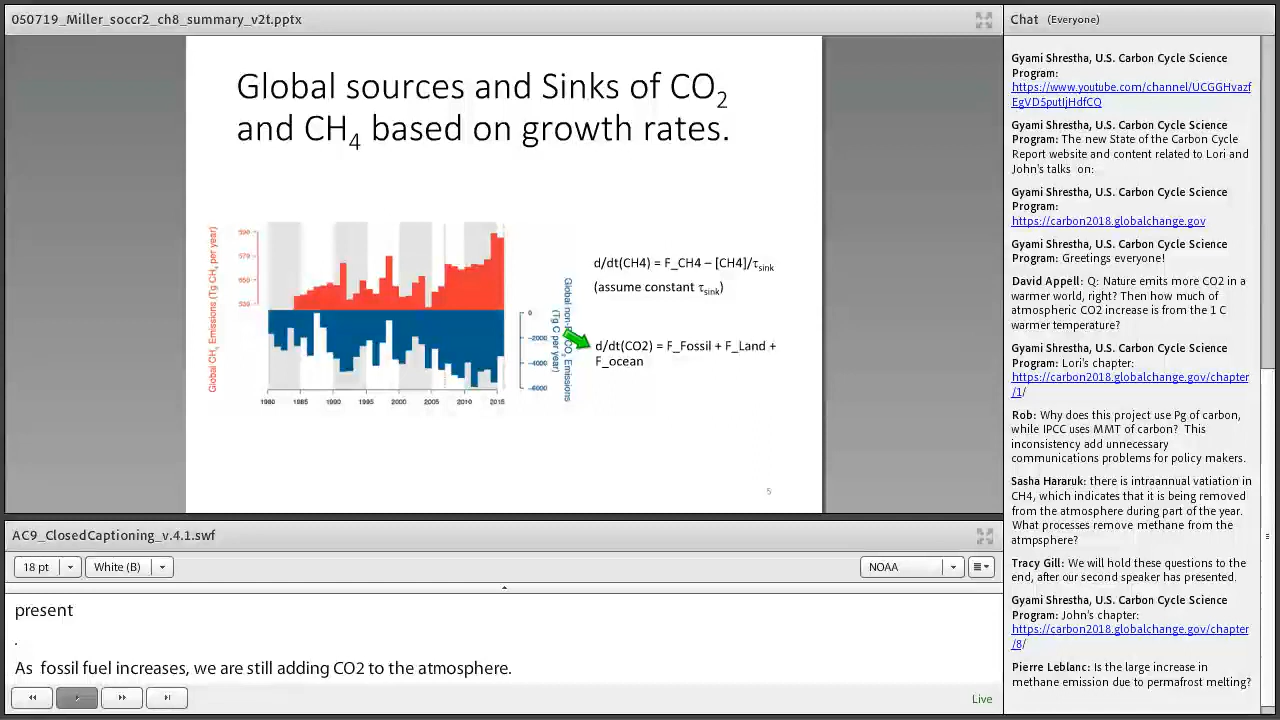 050719_Miller_soccr2_ch8_summary_v2t.pptx
Global sources and Sinks of CO2
and CH4 based on growth rates.
Global CH4 Emissions (Tg CH4 per year)
590
570
550
530
d/dt(CH4) = F_CH4 – [CH4]/τsink
(assume constant τsink)
0
−2000
−4000
−6000
(Tg C per year)
d/dt(CO2) = F_Fossil + F_Land +
F_ocean
1980 1985 1990 1995 2000 2005 2010 2015
5
AC9_ClosedCaptioning_v.4.1.swf
18 pt
White (B)
NOAA
present
.
As fossil fuel increases, we are still adding CO2 to the atmosphere.
Live
Chat (Everyone)
Gyami Shrestha, U.S. Carbon Cycle Science
Program:
https://www.youtube.com/channel/UCGGHvazf
EgVD5putIjHdfCQ
Gyami Shrestha, U.S. Carbon Cycle Science
Program: The new State of the Carbon Cycle
Report website and content related to Lori and
John's talks on:
Gyami Shrestha, U.S. Carbon Cycle Science
Program:
https://carbon2018.globalchange.gov
Gyami Shrestha, U.S. Carbon Cycle Science
Program: Greetings everyone!
David Appell: Q: Nature emits more CO2 in a
warmer world, right? Then how much of
atmospheric CO2 increase is from the 1 C
warmer temperature?
Gyami Shrestha, U.S. Carbon Cycle Science
Program: Lori's chapter:
https://carbon2018.globalchange.gov/chapter
/1/
Rob: Why does this project use Pg of carbon,
while IPCC uses MMT of carbon? This
inconsistency add unnecessary
communications problems for policy makers.
Sasha Hararuk: there is intraannual vatiation in
CH4, which indicates that it is being removed
from the atmosphere during part of the year.
What processes remove methane from the
atmpsphere?
Tracy Gill: We will hold these questions to the
end, after our second speaker has presented.
Gyami Shrestha, U.S. Carbon Cycle Science
Program: John's chapter:
https://carbon2018.globalchange.gov/chapter
/8/
Pierre Leblanc: Is the large increase in
methane emission due to permafrost melting?